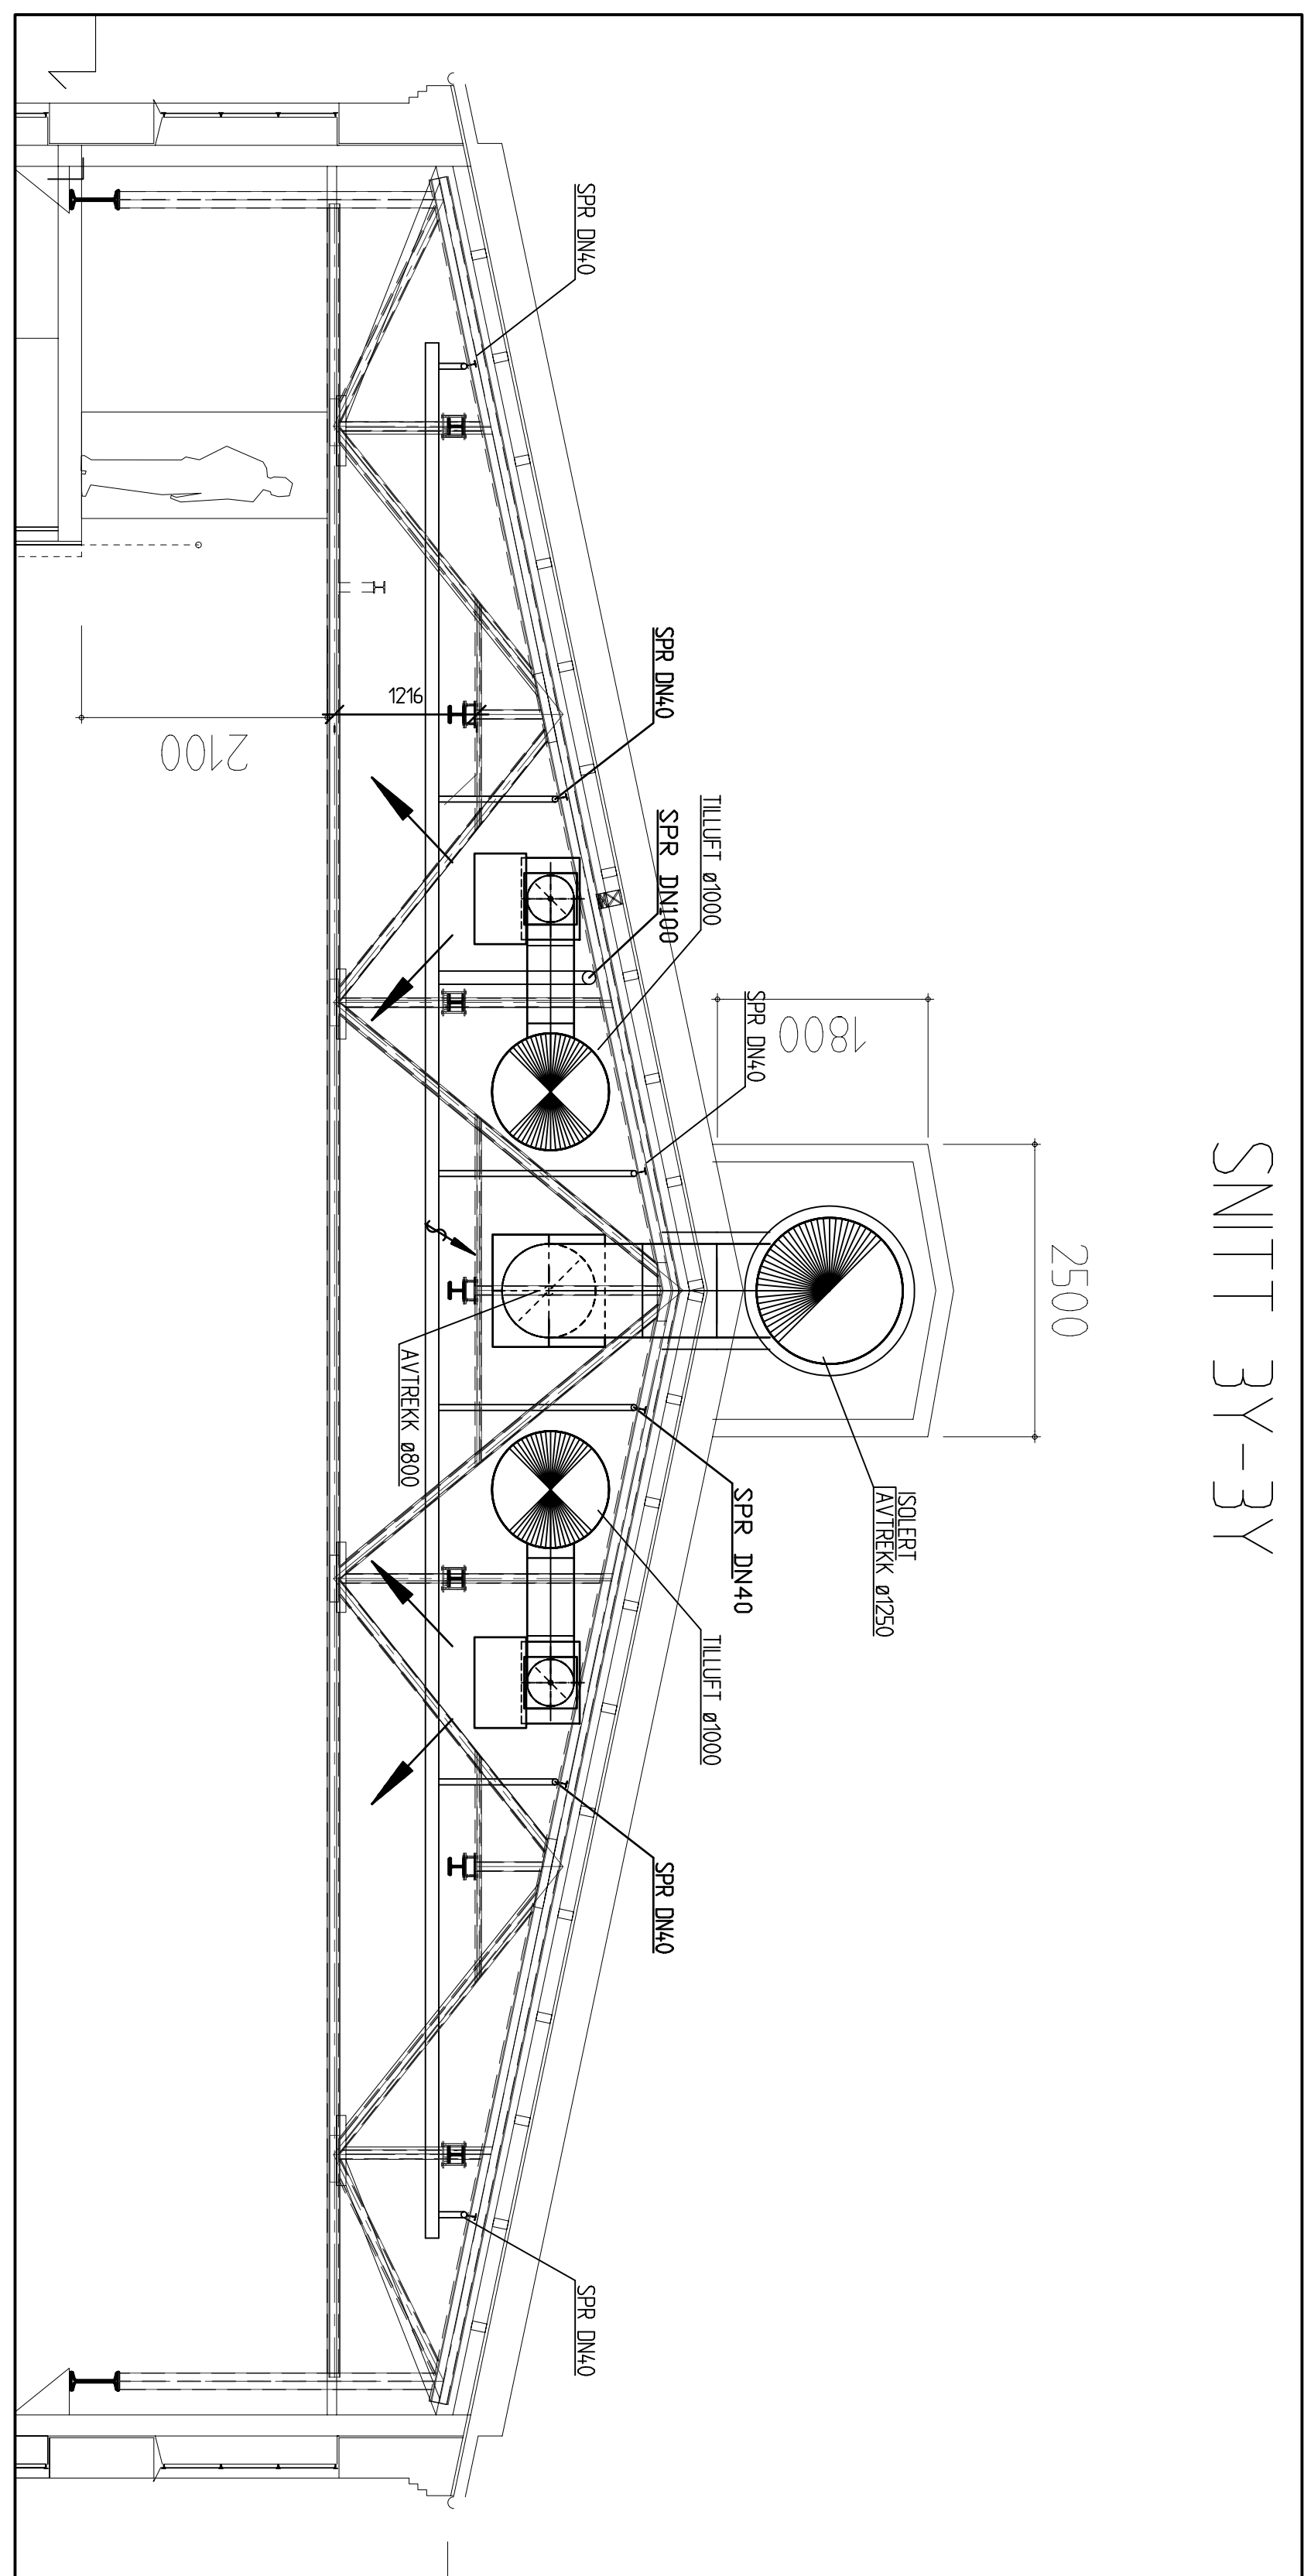 SNITT 3Y-3Y
2500
ISOLERT
AVTREKK ø1250
1800
SPR DN40
SPR DN40
TILLUFT ø1000
TILLUFT ø1000
SPR DN40
SPR DN100
SPR DN40
SPR DN40
SPR DN40
AVTREKK ø800
1216
2100